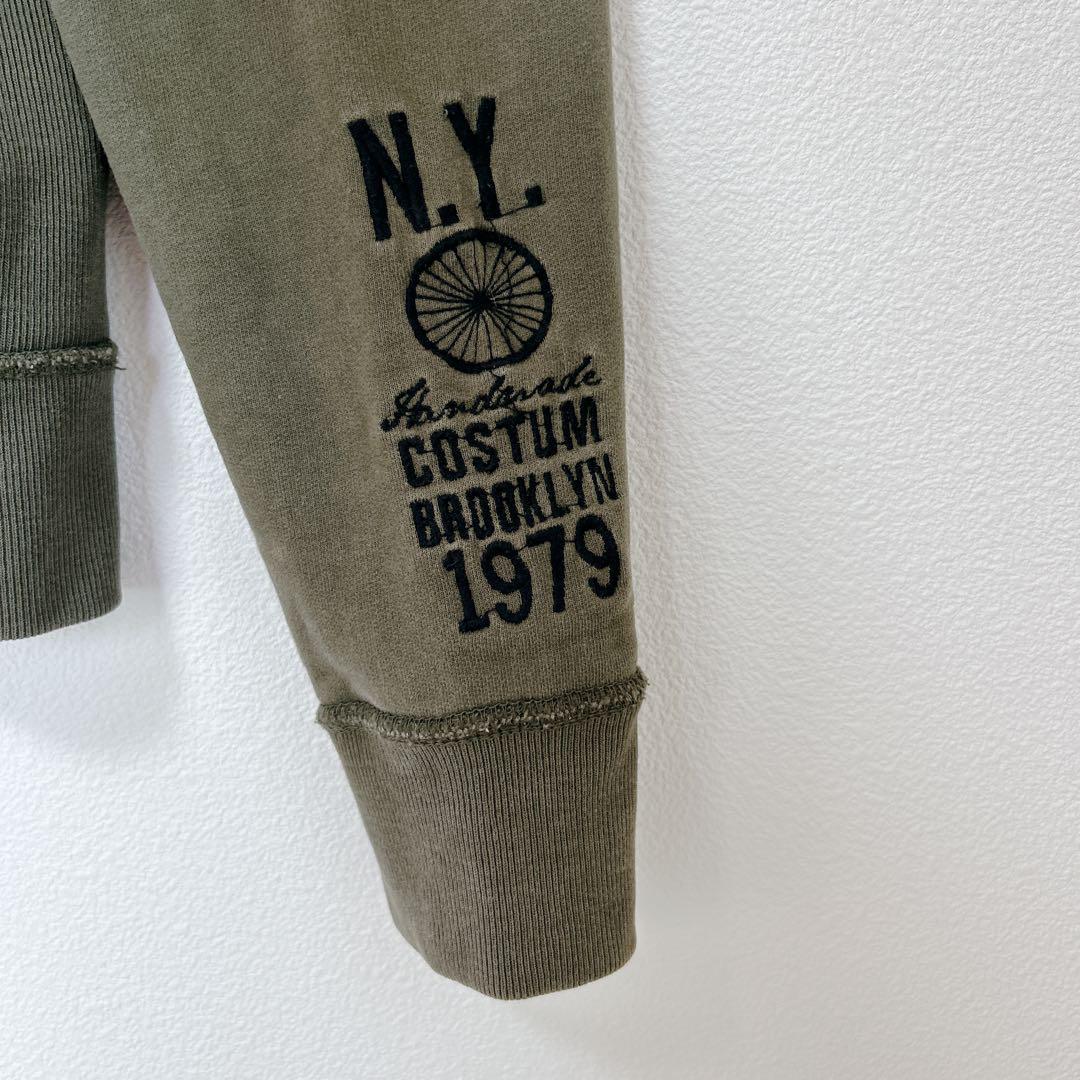 N.Y.
Handmade
COSTUM
BROOKLYN
1979